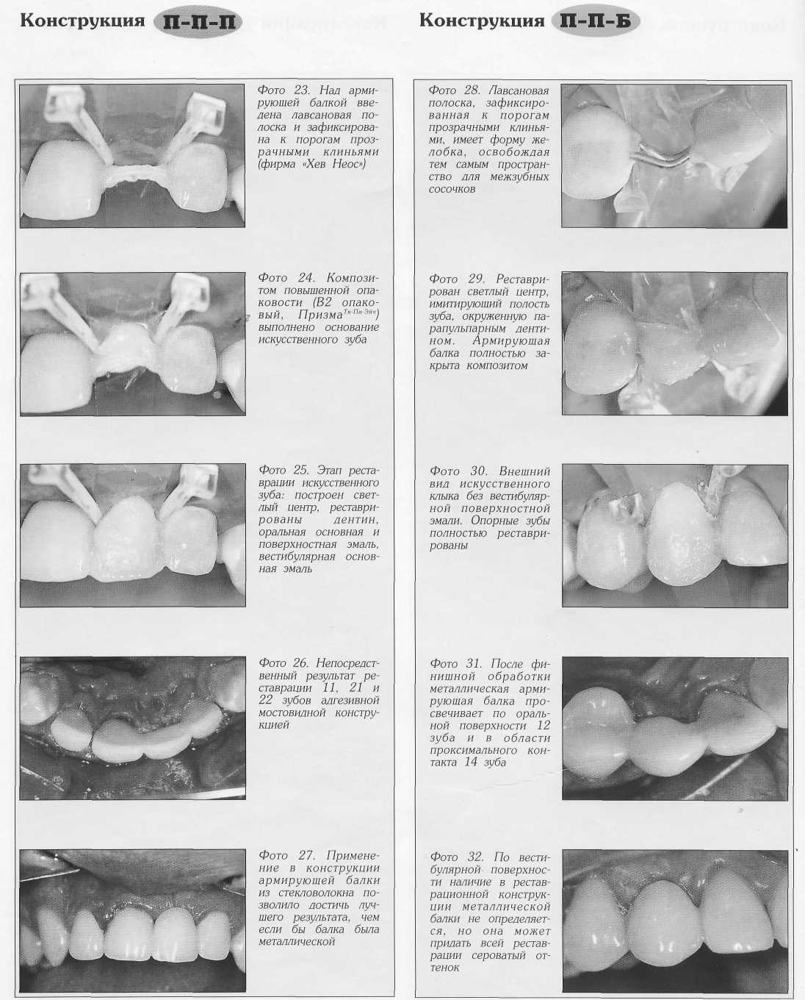 Конструкция П-П-П
Фото 23. Над арми-
рующей балкой вве-
дена лавсановая по-
лоска и зафиксирова-
на к порогам проз-
рачными клиньями
(фирма «Хев Неос»)
Фото 24. Компози-
том повышенной опа-
ковости (В2 опако-
вый, Призма Ти-Пи-Эйч)
выполнено основание
искусственного зуба
Фото 25. Этап реста-
врации искусственного
зуба: построен свет-
лый центр, реставри-
рованы дентин,
оральная основная и
поверхностная эмаль,
вестибулярная основ-
ная эмаль
Фото 26. Непосредст-
венный результат ре-
ставрации 11, 21 и
22 зубов адгезивной
мостовидной констру-
кцией
Фото 27. Примене-
ние в конструкции
армирующей балки
из стекловолокна по-
зволило достичь луч-
шего результата, чем
если бы балка была
металлической
Конструкция П-П-Б
Фото 28. Лавсановая
полоска, зафиксиро-
ванная к порогам
прозрачными клинья-
ми, имеет форму же-
лобка, освобождая
тем самым простран-
ство для межзубных
сосочков
Фото 29. Реставри-
рован светлый центр,
имитирующий полость
зуба, окруженную па-
рапульпарным денти-
ном. Армирующая
балка полностью за-
крыта композитом
Фото 30. Внешний
вид искусственного
клыка без вестибуляр-
ной поверхностной
эмали. Опорные зубы
полностью реставри-
рованы
Фото 31. После фи-
нишной обработки
металлическая арми-
рующая балка про-
свечивает по ораль-
ной поверхности 12
зуба и в области
проксимального кон-
такта 14 зуба
Фото 32. По вести-
булярной поверхнос-
ти наличие в рестав-
рационной конструк-
ции металлической
балки не определяет-
ся, но она может
придать всей рестав-
рации сероватый от-
тенок